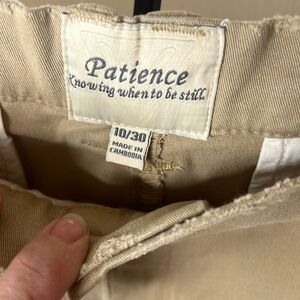 Patience
Knowing when to be still.
10/30
MADE IN
CAMBODIA